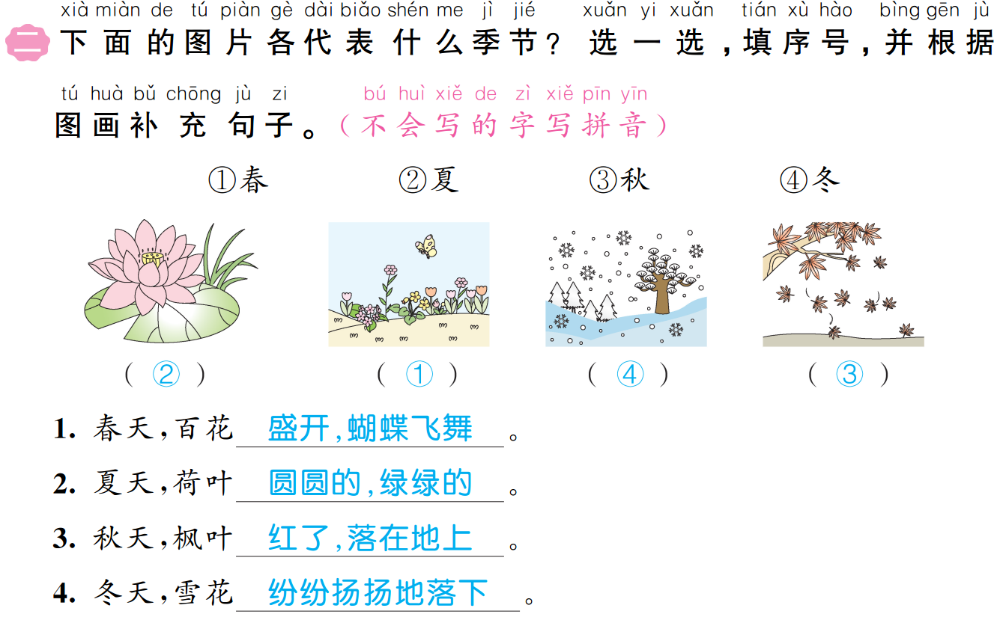 xià miàn de tú piàn gè dài biǎo shén me jì jié xuǎn yi xuǎn tián xù hào bìng gēn jù
二 下面的图片各代表什么季节？选一选，填序号，并根据
tú huà bǔ chōng jù zi bú huì xiě de zì xiě pīn yīn
图画补充句子。（不会写的字写拼音）
①春 ②夏 ③秋 ④冬
（②） （①） （④） （③）
1. 春天，百花盛开，蝴蝶飞舞。
2. 夏天，荷叶圆圆的，绿绿的。
3. 秋天，枫叶红了，落在地上。
4. 冬天，雪花纷纷扬扬地落下。